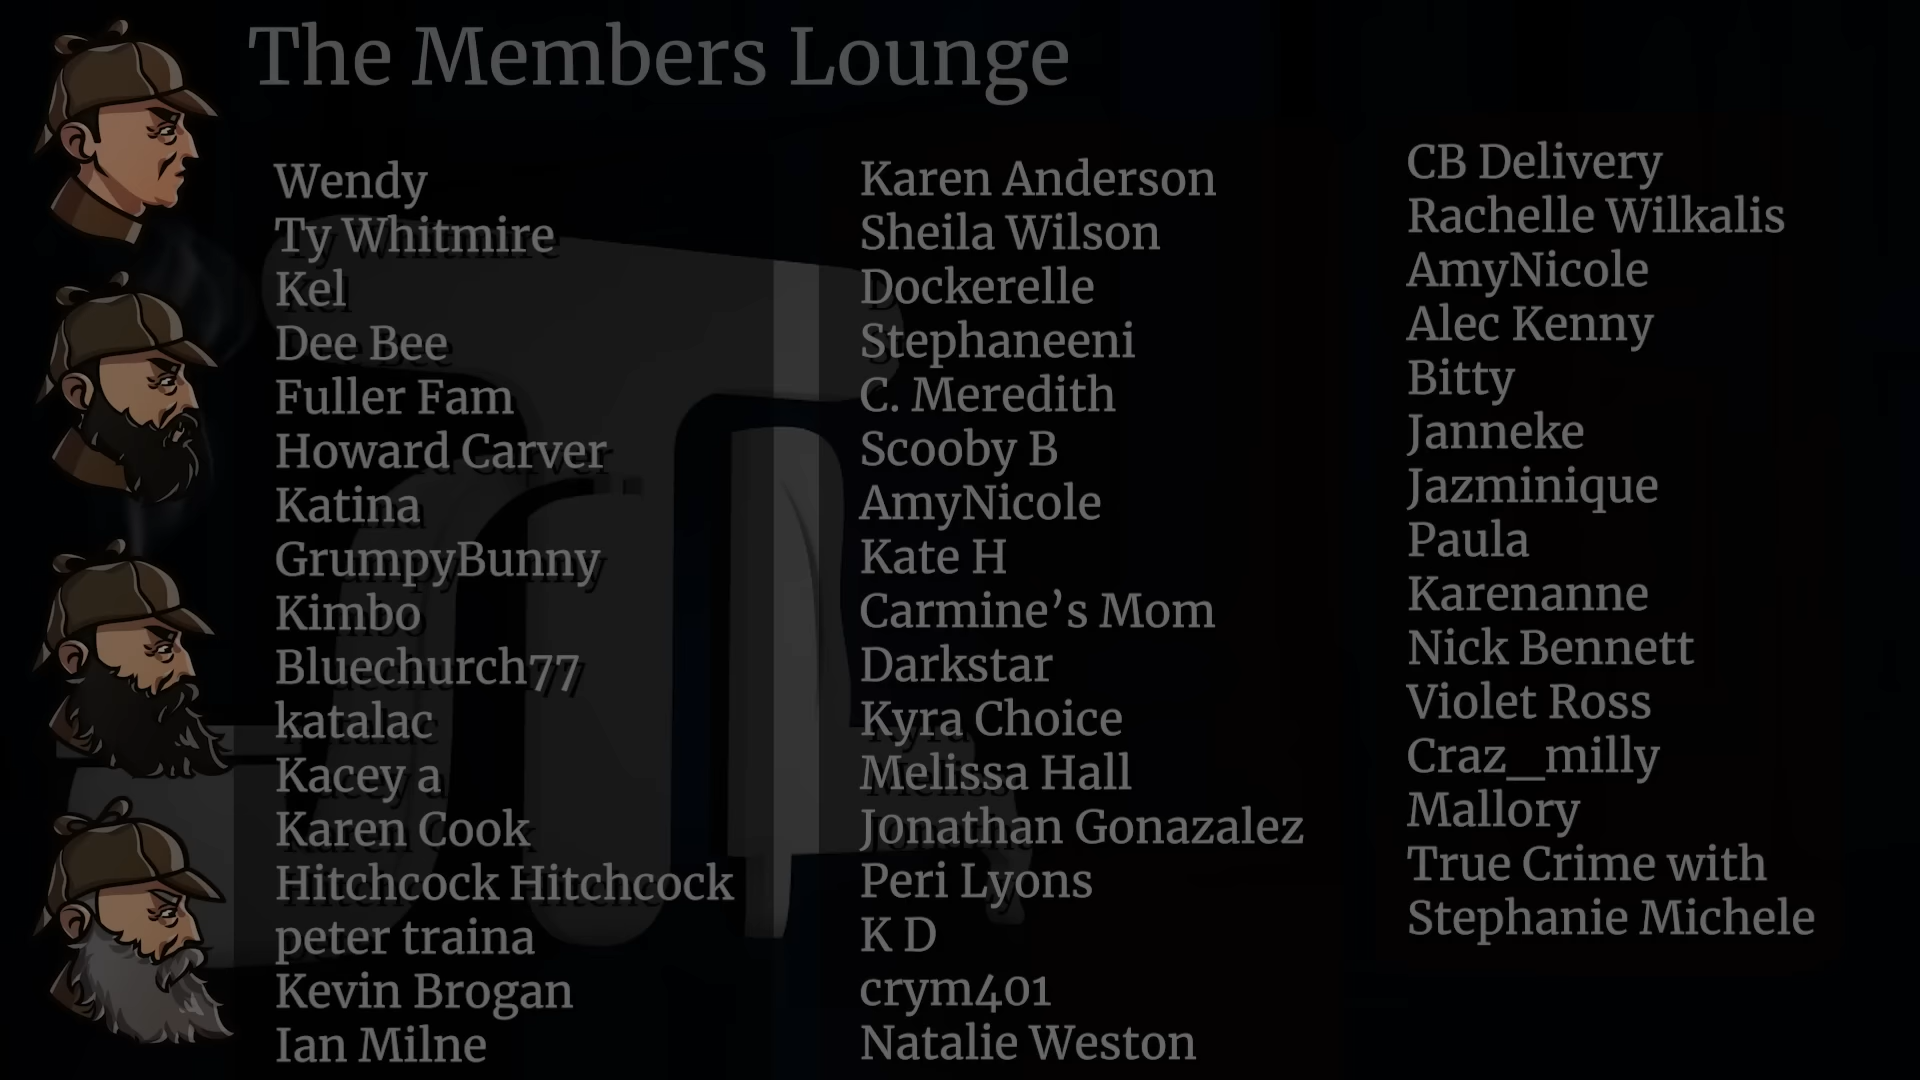 The Members Lounge
Wendy
Ty Whitmire
Kel
Dee Bee
Fuller Fam
Howard Carver
Katina
GrumpyBunny
Kimbo
Bluechurch77
katalac
Kacey a
Karen Cook
Hitchcock Hitchcock
peter traina
Kevin Brogan
Ian Milne
Karen Anderson
Sheila Wilson
Dockerelle
Stephaneeni
C. Meredith
Scooby B
AmyNicole
Kate H
Carmine’s Mom
Darkstar
Kyra Choice
Melissa Hall
Jonathan Gonazalez
Peri Lyons
K D
crym401
Natalie Weston
CB Delivery
Rachelle Wilkalis
AmyNicole
Alec Kenny
Bitty
Janneke
Jazminique
Paula
Karenanne
Nick Bennett
Violet Ross
Craz__milly
Mallory
True Crime with
Stephanie Michele